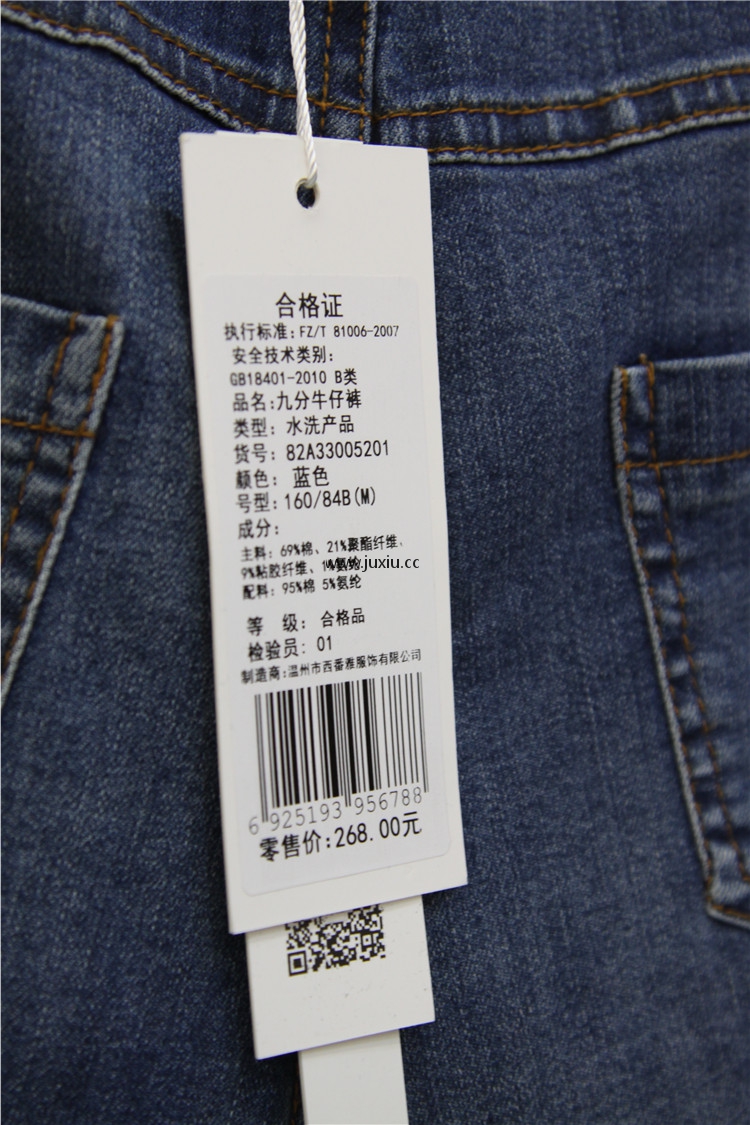 合格证
执行标准: FZ/T 81006-2007
安全技术类别:
GB18401-2010 B类
品名:九分牛仔裤
类型: 水洗产品
货号: 82A33005201
颜色: 蓝色
号型: 160/84B(M)
成分:
主料: 69%棉、21%聚酯纤维、
9%粘胶纤维、1%氨纶
www.juxiu.cc
配料: 95%棉 5%氨纶
等 级: 合格品
检验员: 01
制造商:温州市西番雅服饰有限公司
6 925193 956788
零售价:268.00元